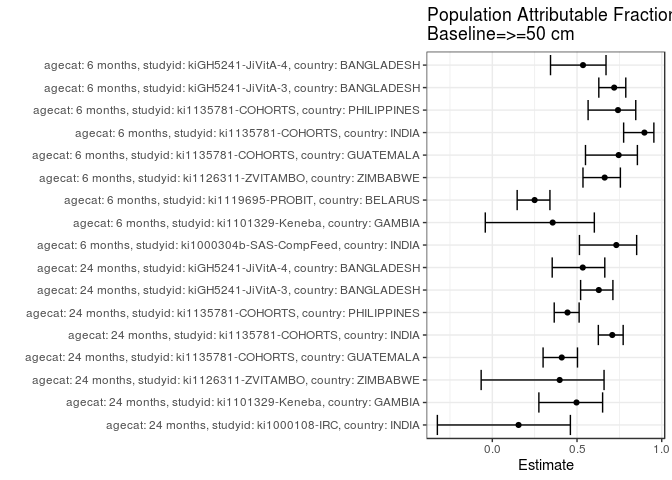 Population Attributable Fraction
Baseline=>=50 cm
agecat: 6 months, studyid: kiGH5241-JiVitA-4, country: BANGLADESH
agecat: 6 months, studyid: kiGH5241-JiVitA-3, country: BANGLADESH
agecat: 6 months, studyid: ki1135781-COHORTS, country: PHILIPPINES
agecat: 6 months, studyid: ki1135781-COHORTS, country: INDIA
agecat: 6 months, studyid: ki1135781-COHORTS, country: GUATEMALA
agecat: 6 months, studyid: ki1126311-ZVITAMBO, country: ZIMBABWE
agecat: 6 months, studyid: ki1119695-PROBIT, country: BELARUS
agecat: 6 months, studyid: ki1101329-Keneba, country: GAMBIA
agecat: 6 months, studyid: ki1000304b-SAS-CompFeed, country: INDIA
agecat: 24 months, studyid: kiGH5241-JiVitA-4, country: BANGLADESH
agecat: 24 months, studyid: kiGH5241-JiVitA-3, country: BANGLADESH
agecat: 24 months, studyid: ki1135781-COHORTS, country: PHILIPPINES
agecat: 24 months, studyid: ki1135781-COHORTS, country: INDIA
agecat: 24 months, studyid: ki1135781-COHORTS, country: GUATEMALA
agecat: 24 months, studyid: ki1126311-ZVITAMBO, country: ZIMBABWE
agecat: 24 months, studyid: ki1101329-Keneba, country: GAMBIA
agecat: 24 months, studyid: ki1000108-IRC, country: INDIA
0.0 0.5 1.0
Estimate